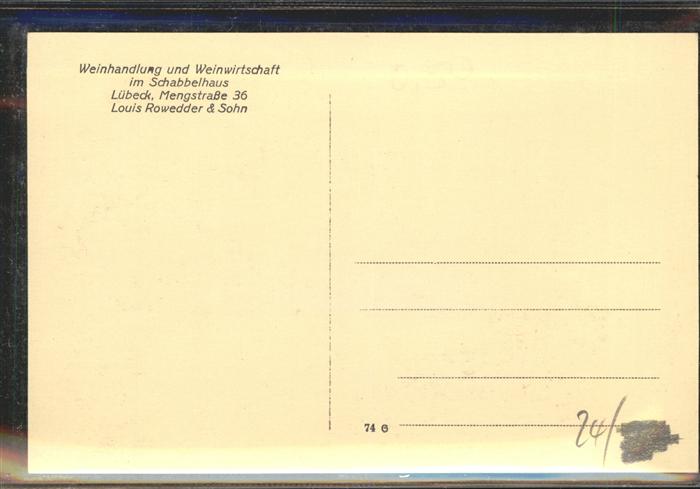 Weinhandlung und Weinwirtschaft
im Schabbelhaus
Lübeck, Mengstraße 36
Louis Rowedder & Sohn
74 G
24/